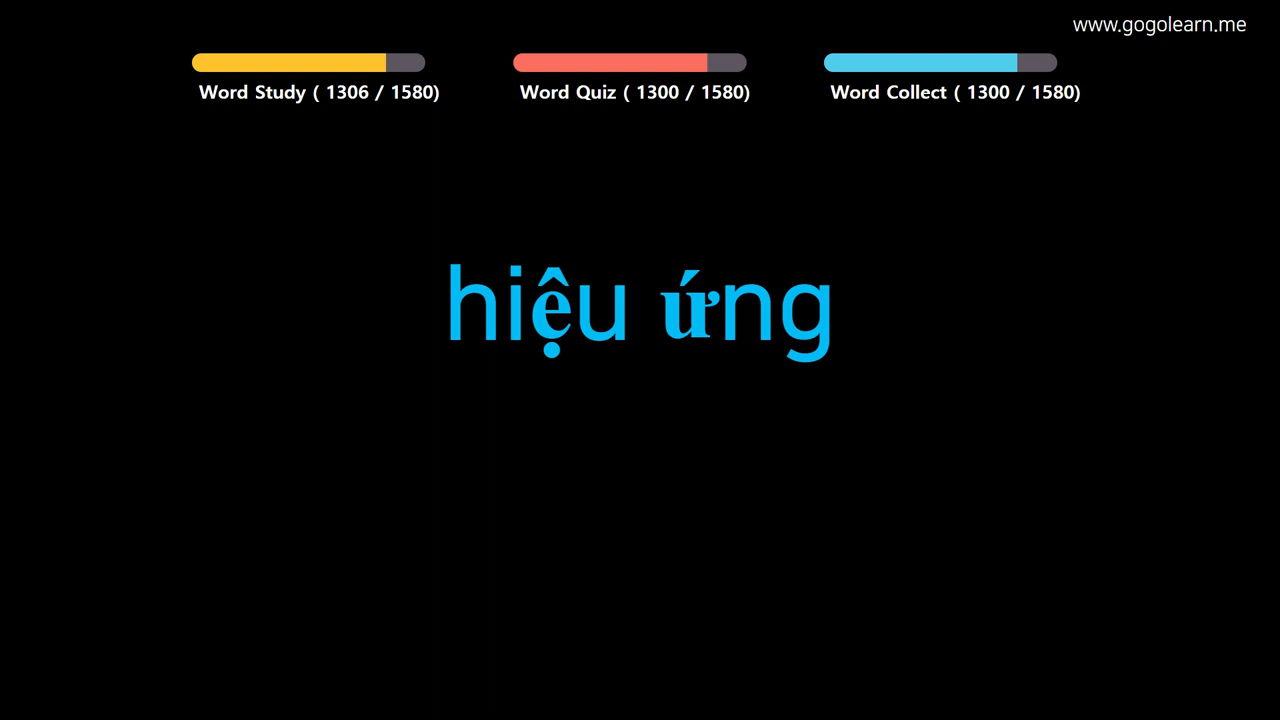 www.gogolearn.me
Word Study ( 1306 / 1580)
Word Quiz ( 1300 / 1580)
Word Collect ( 1300 / 1580)
hiệu ứng